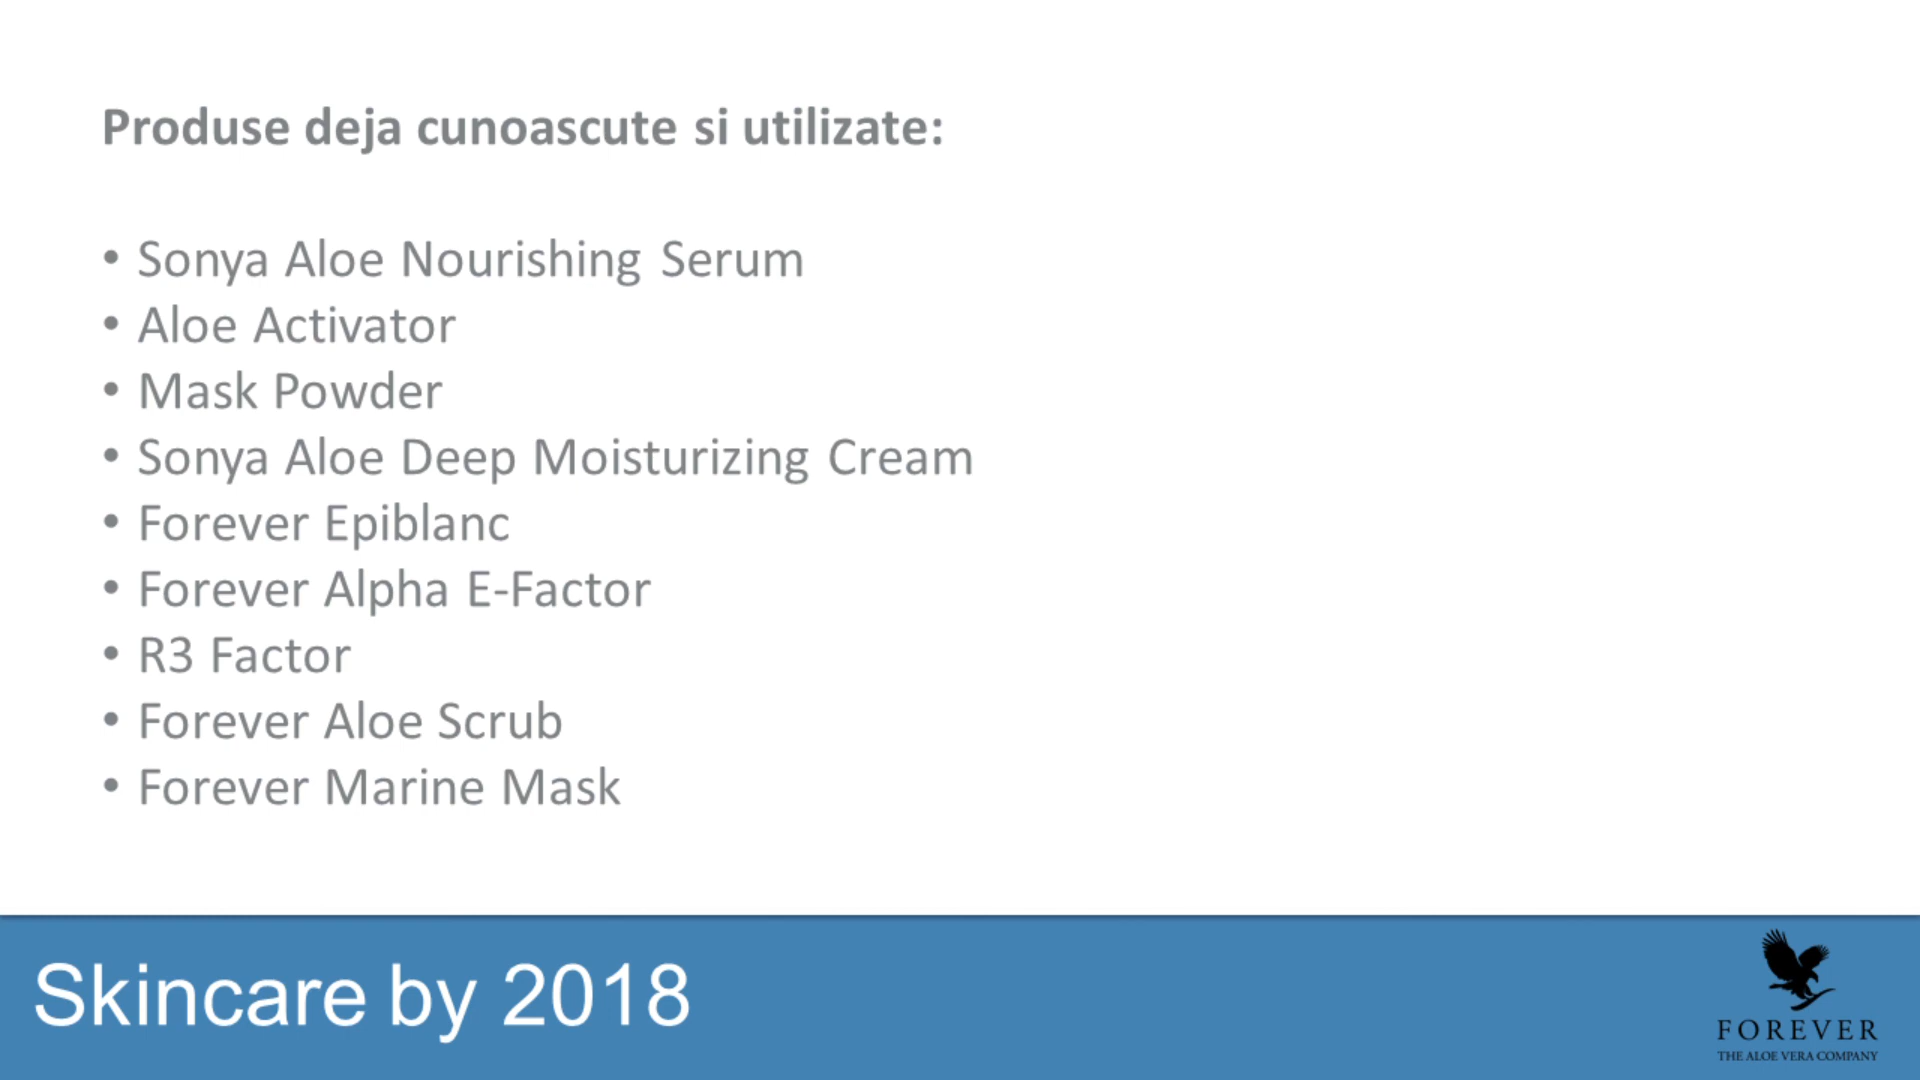 Produse deja cunoascute si utilizate:
• Sonya Aloe Nourishing Serum
• Aloe Activator
• Mask Powder
• Sonya Aloe Deep Moisturizing Cream
• Forever Epiblanc
• Forever Alpha E-Factor
• R3 Factor
• Forever Aloe Scrub
• Forever Marine Mask
Skincare by 2018
FOREVER
THE ALOE VERA COMPANY